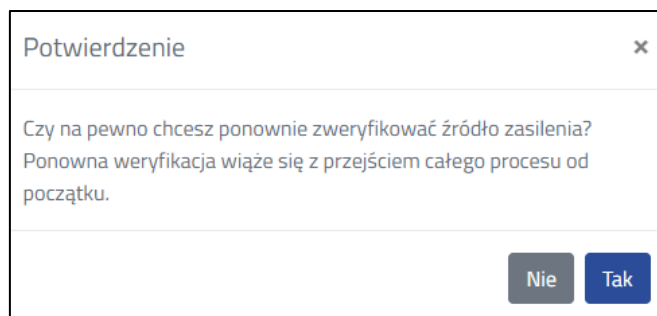 Potwierdzenie ×
Czy na pewno chcesz ponownie zweryfikować źródło zasilenia?
Ponowna weryfikacja wiąże się z przejściem całego procesu od
początku.
Nie Tak